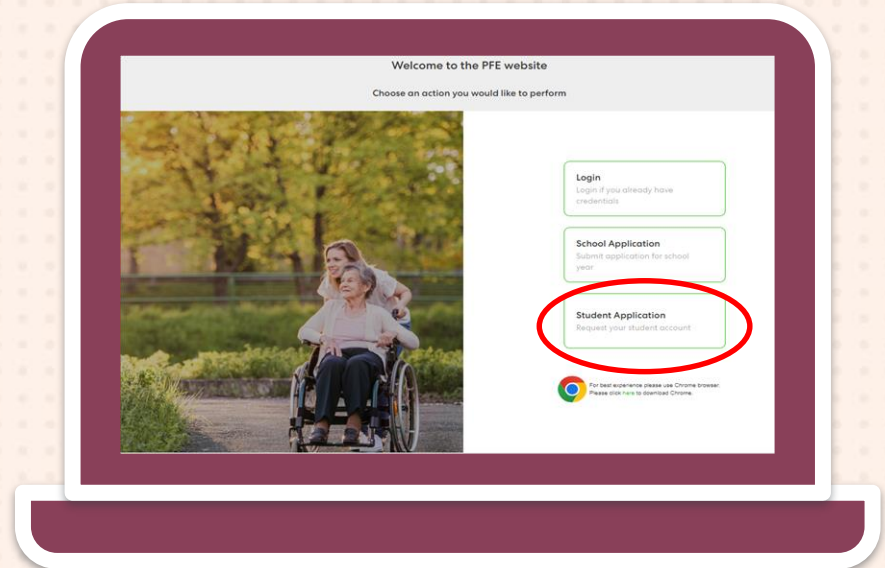 Welcome to the PFE website
Choose an action you would like to perform
Login
Login if you already have
credentials
School Application
Submit application for school
year
Student Application
Request your student account
For best experience please use Chrome browser.
Please click here to download Chrome.